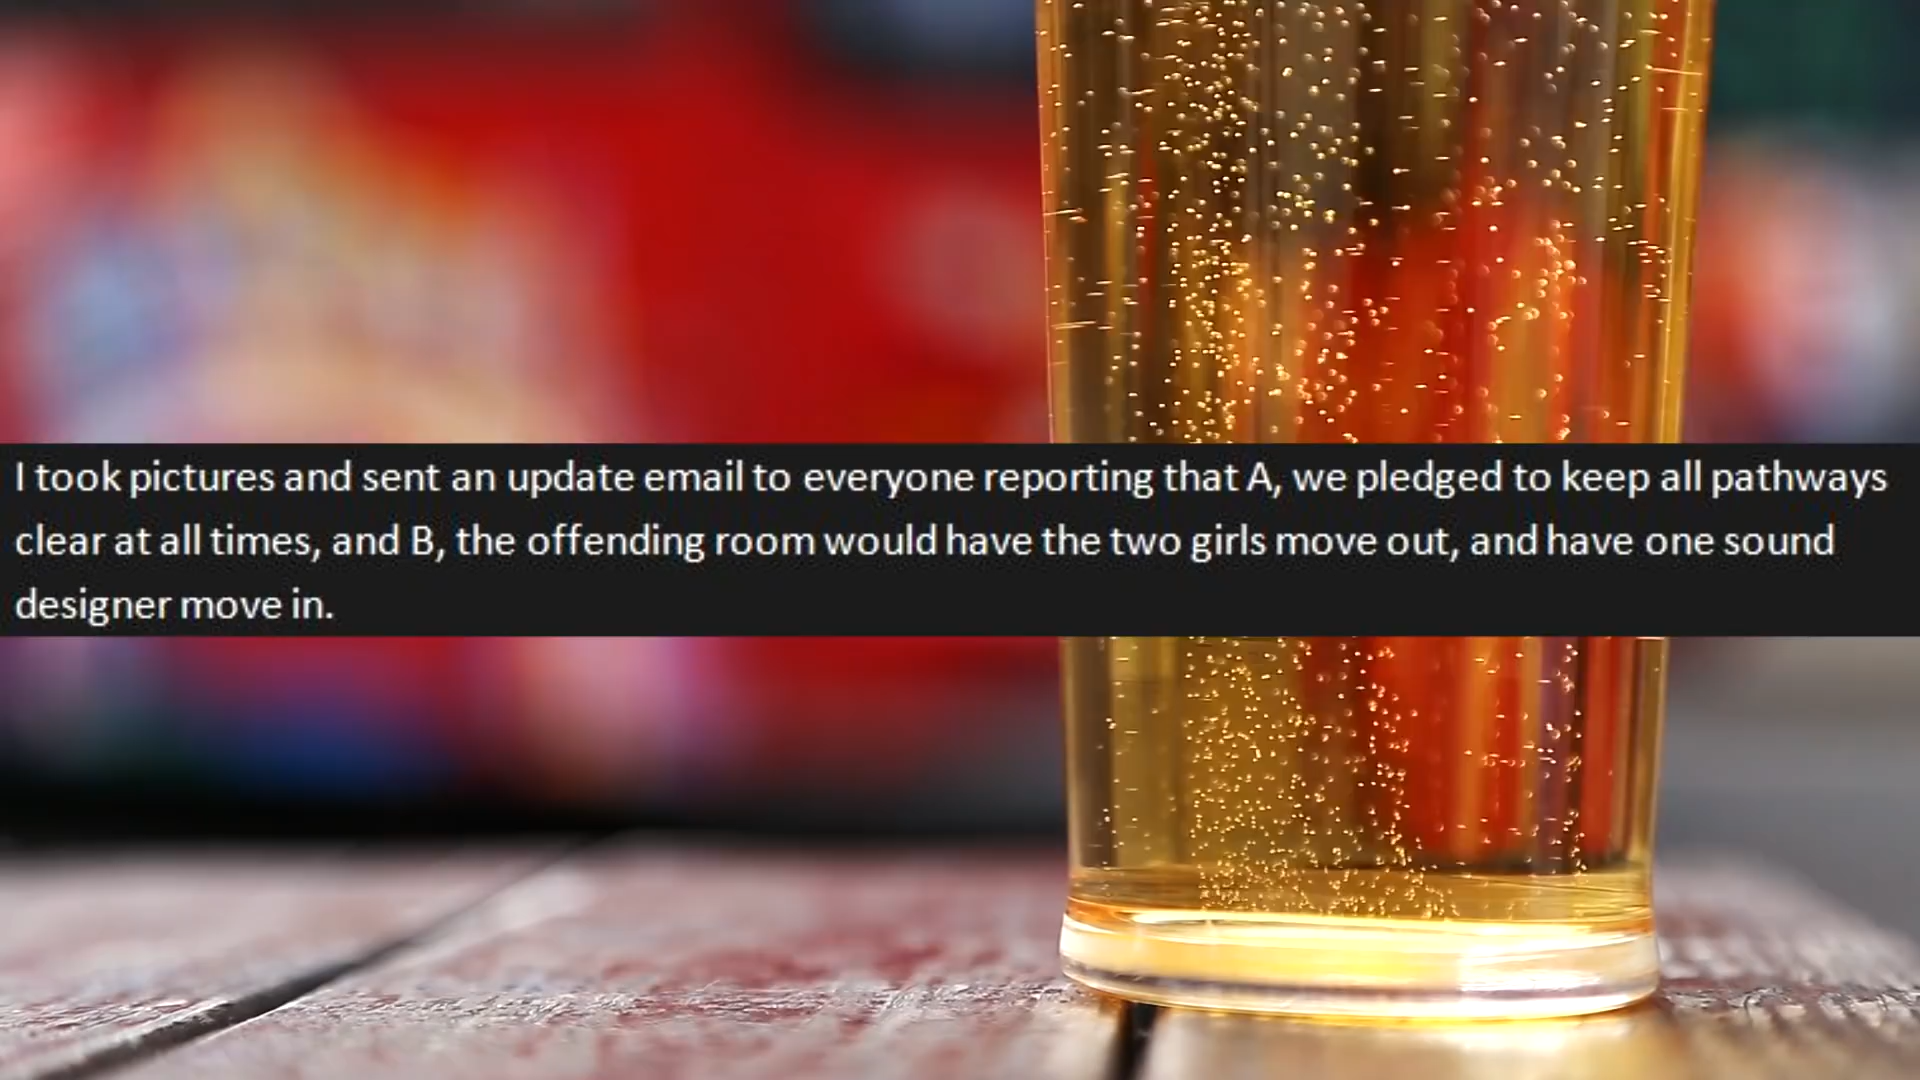 I took pictures and sent an update email to everyone reporting that A, we pledged to keep all pathways
clear at all times, and B, the offending room would have the two girls move out, and have one sound
designer move in.